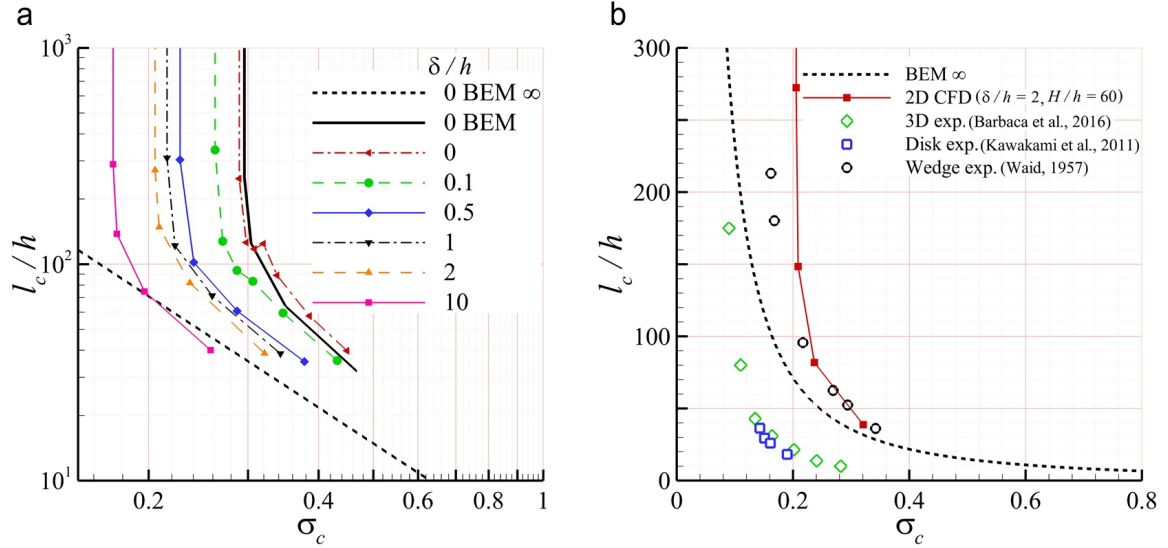 a
10³
10²
10¹
l_c / h
0.2
0.4
0.6
0.8
1
σ_c
δ / h
0 BEM ∞
0 BEM
0
0.1
0.5
1
2
10
b
300
200
100
0
l_c / h
0
0.2
0.4
0.6
0.8
σ_c
BEM ∞
2D CFD (δ / h = 2, H / h = 60)
3D exp. (Barbaca et al., 2016)
Disk exp. (Kawakami et al., 2011)
Wedge exp. (Waid, 1957)